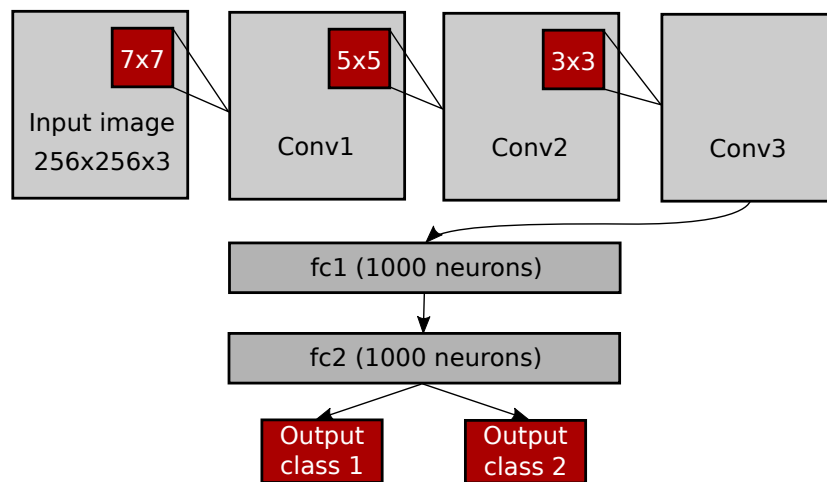 7x7
Input image
256x256x3
5x5
Conv1
3x3
Conv2
Conv3
fc1 (1000 neurons)
fc2 (1000 neurons)
Output
class 1
Output
class 2